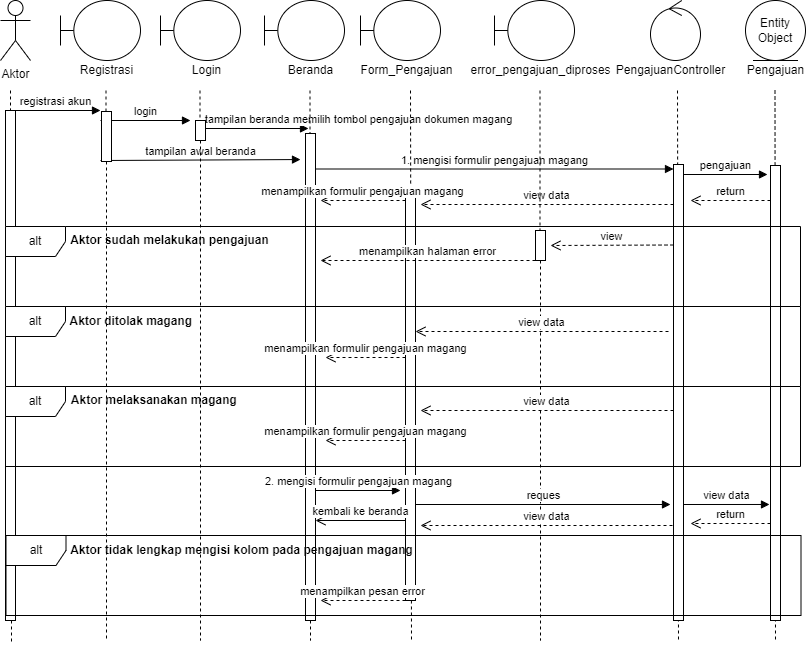 Entity
Object
Aktor
Registrasi
Login
Beranda
Form_Pengajuan
error_pengajuan_diproses
PengajuanController
Pengajuan
registrasi akun
login
tampilan beranda memilih tombol pengajuan dokumen magang
tampilan awal beranda
1. mengisi formulir pengajuan magang
pengajuan
menampilkan formulir pengajuan magang
view data
return
alt
Aktor sudah melakukan pengajuan
view
menampilkan halaman error
alt
Aktor ditolak magang
view data
menampilkan formulir pengajuan magang
alt
Aktor melaksanakan magang
view data
menampilkan formulir pengajuan magang
2. mengisi formulir pengajuan magang
reques
view data
kembali ke beranda
view data
return
alt
Aktor tidak lengkap mengisi kolom pada pengajuan magang
menampilkan pesan error